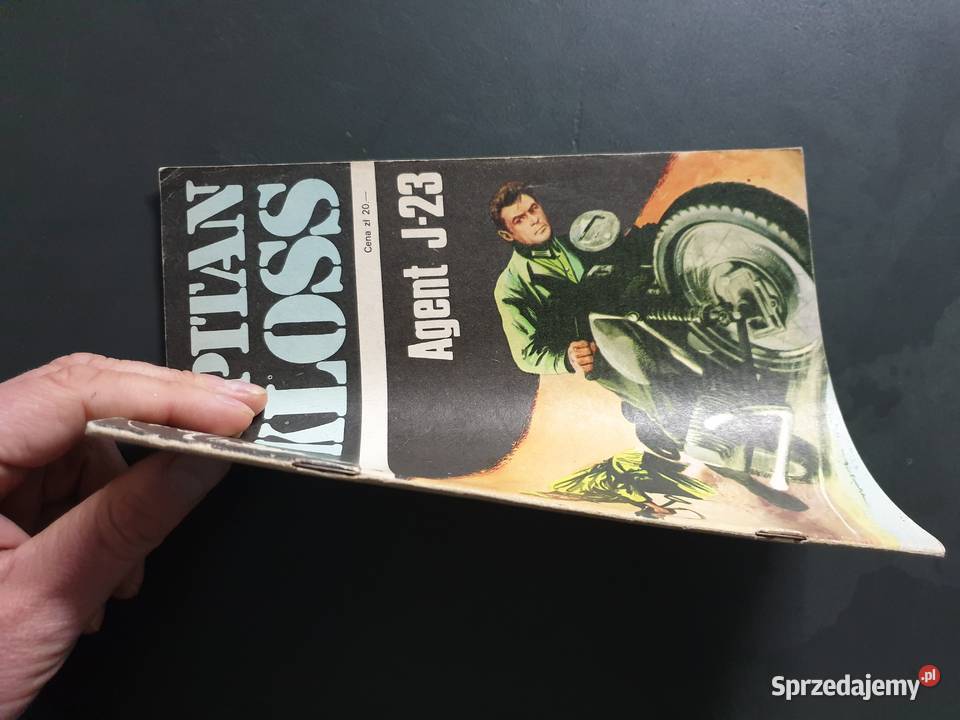 PITAN
KLOSS
Cena zł 20.—
Agent J-23
Sprzedajemy.pl